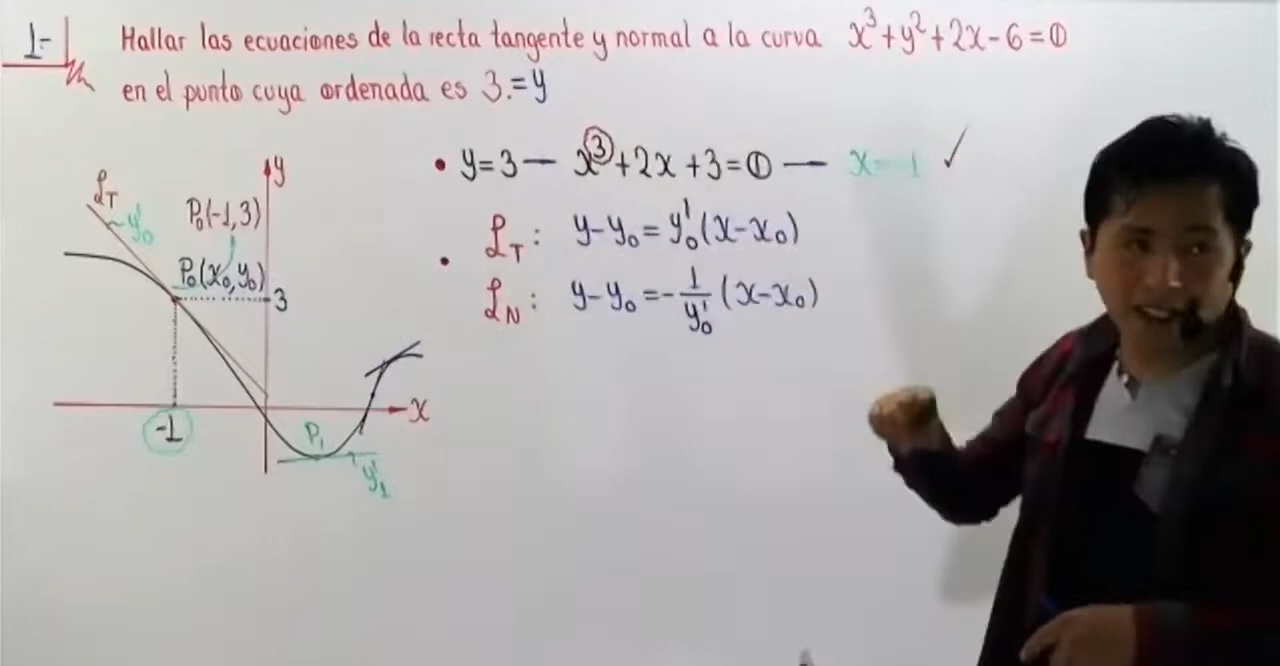 1-
Hallar las ecuaciones de la recta tangente y normal a la curva x³+y²+2x-6=0
en el punto cuya ordenada es 3.=y
• y=3 — x³+2x+3=0 — x=-1 ✓
• L_T: y-y₀=y'₀(x-x₀)
L_N: y-y₀=-1/y'₀(x-x₀)
y
L_T
y'₀
P₀(-1,3)
P₀(x₀,y₀)
3
x
-1
P₁
y'₁